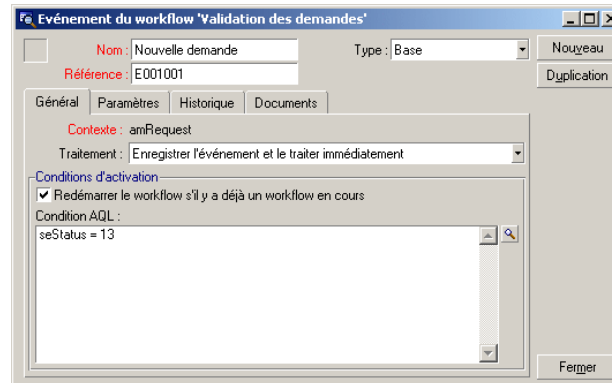 Evénement du workflow 'Validation des demandes'
Nom : Nouvelle demande Type : Base Nouveau
Référence : E001001 Duplication
Général Paramètres Historique Documents
Contexte : amRequest
Traitement : Enregistrer l'événement et le traiter immédiatement
Conditions d'activation
Redémarrer le workflow s'il y a déjà un workflow en cours
Condition AQL :
seStatus = 13
Fermer